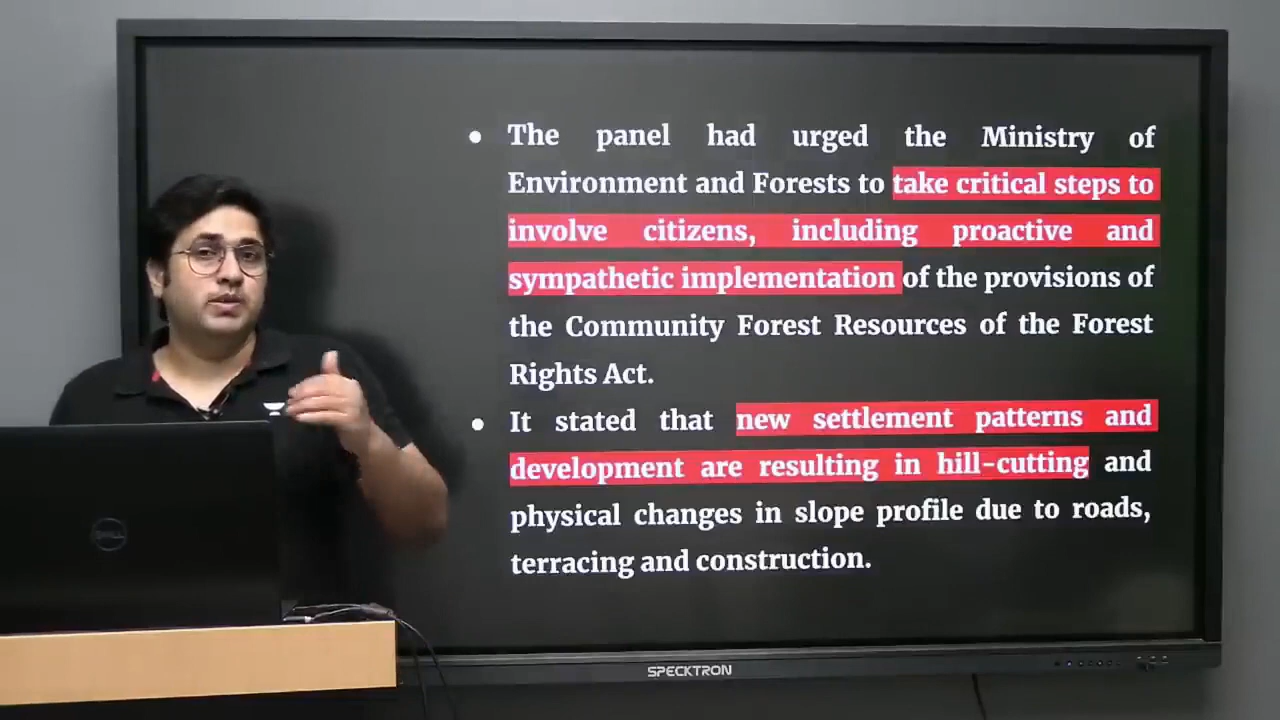 ● The panel had urged the Ministry of
Environment and Forests to take critical steps to
involve citizens, including proactive and
sympathetic implementation of the provisions of
the Community Forest Resources of the Forest
Rights Act.
● It stated that new settlement patterns and
development are resulting in hill-cutting and
physical changes in slope profile due to roads,
terracing and construction.
DELL
SPECKTRON